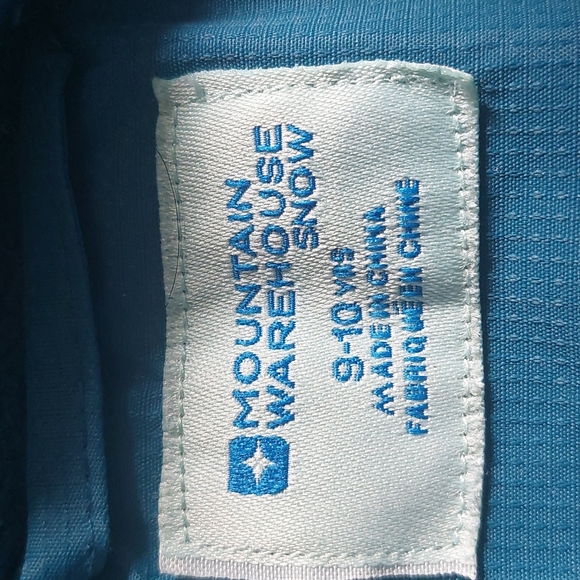 MOUNTAIN
WAREHOUSE
SNOW
9-10 YRS
MADE IN CHINA
FABRIQUÉ EN CHINE